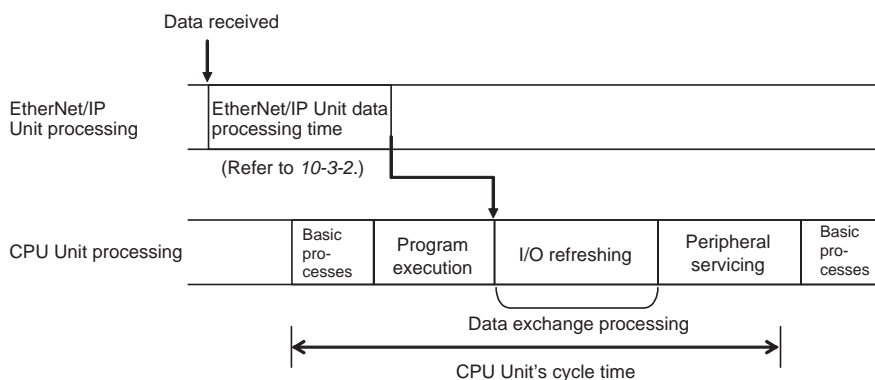 Data received
EtherNet/IP
Unit processing
EtherNet/IP Unit data
processing time
(Refer to 10-3-2.)
CPU Unit processing
Basic
pro-
cesses
Program
execution
I/O refreshing
Peripheral
servicing
Basic
pro-
cesses
Data exchange processing
CPU Unit's cycle time